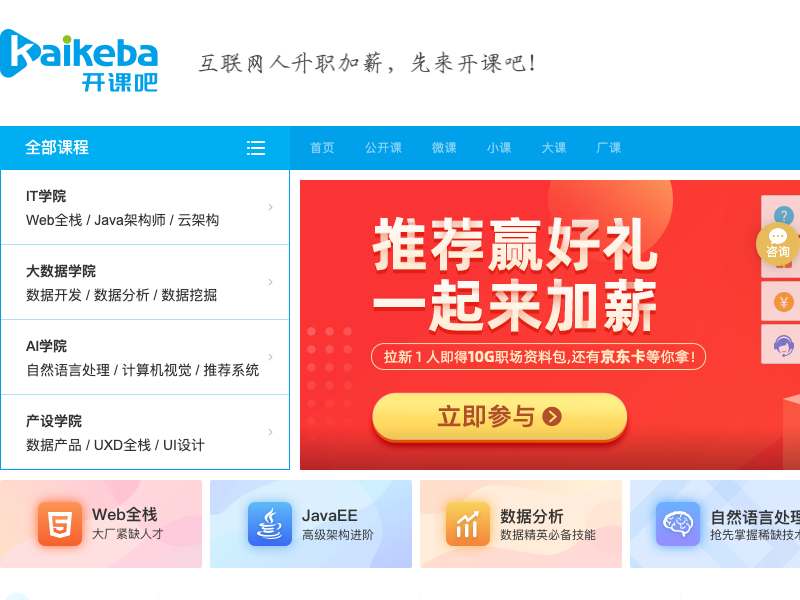 Kaikeba
开课吧
互联网人升职加薪，先来开课吧！
全部课程
首页 公开课 微课 小课 大课 厂课
IT学院
Web全栈 / Java架构师 / 云架构
大数据学院
数据开发 / 数据分析 / 数据挖掘
AI学院
自然语言处理 / 计算机视觉 / 推荐系统
产设学院
数据产品 / UXD全栈 / UI设计
推荐赢好礼
一起来加薪
拉新1人即得10G职场资料包,还有京东卡等你拿!
立即参与
?
咨询
¥
Web全栈
大厂紧缺人才
JavaEE
高级架构进阶
数据分析
数据精英必备技能
自然语言处理
抢先掌握稀缺技